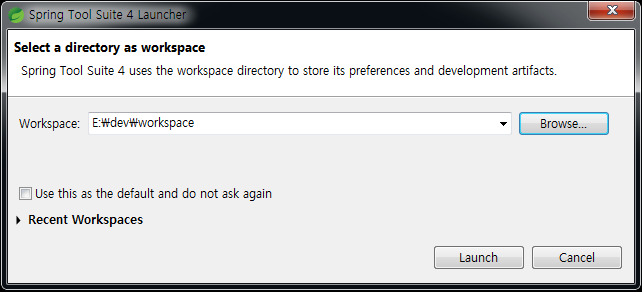 Spring Tool Suite 4 Launcher
Select a directory as workspace
Spring Tool Suite 4 uses the workspace directory to store its preferences and development artifacts.
Workspace: E:₩dev₩workspace Browse...
Use this as the default and do not ask again
Recent Workspaces
Launch Cancel